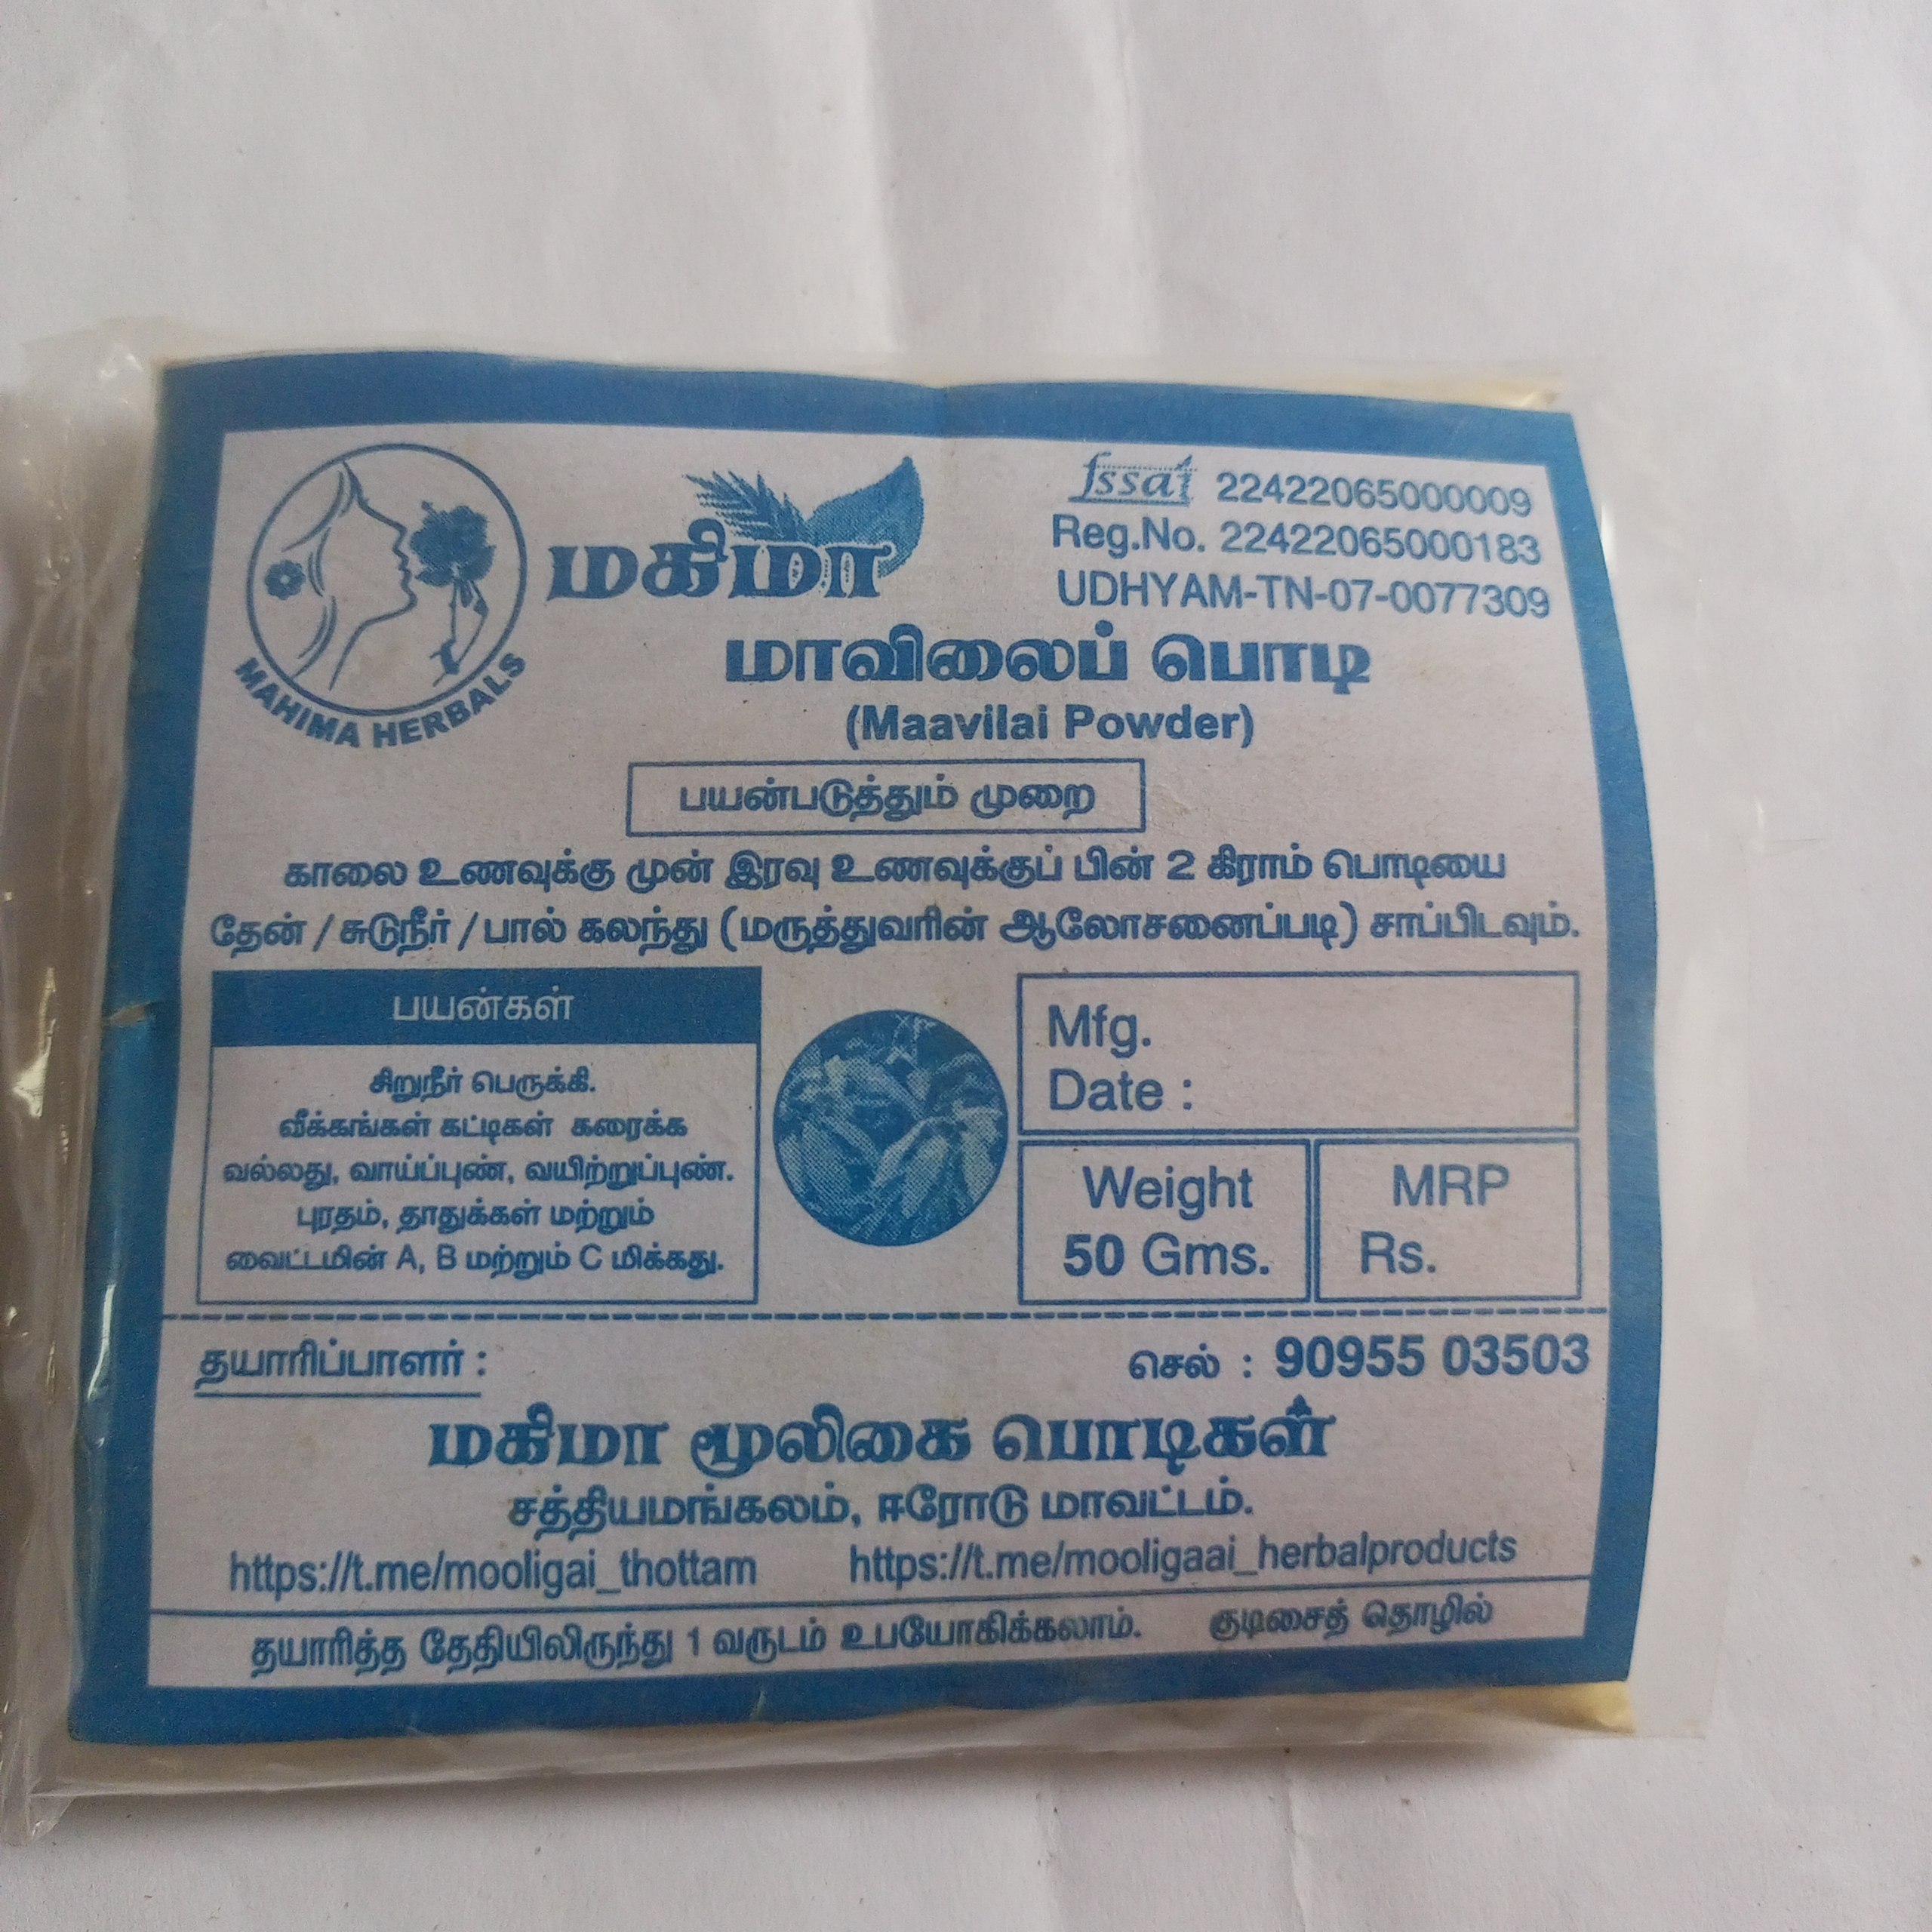 MAHIMA HERBALS
மகிமா
fssai 22422065000009
Reg.No. 22422065000183
UDHYAM-TN-07-0077309
மாவிலைப் பொடி
(Maavilai Powder)
பயன்படுத்தும் முறை
காலை உணவுக்கு முன் இரவு உணவுக்குப் பின் 2 கிராம் பொடியை
தேன் / சுடுநீர் / பால் கலந்து (மருத்துவரின் ஆலோசனைப்படி) சாப்பிடவும்.
பயன்கள்
சிறுநீர் பெருக்கி.
வீக்கங்கள் கட்டிகள் கரைக்க
வல்லது, வாய்ப்புண், வயிற்றுப்புண்.
புரதம், தாதுக்கள் மற்றும்
வைட்டமின் A, B மற்றும் C மிக்கது.
Mfg.
Date :
Weight
50 Gms.
MRP
Rs.
தயாரிப்பாளர் :
செல் : 90955 03503
மகிமா மூலிகை பொடிகள்
சத்தியமங்கலம், ஈரோடு மாவட்டம்.
https://t.me/mooligai_thottam https://t.me/mooligaai_herbalproducts
தயாரித்த தேதியிலிருந்து 1 வருடம் உபயோகிக்கலாம். குடிசைத் தொழில்